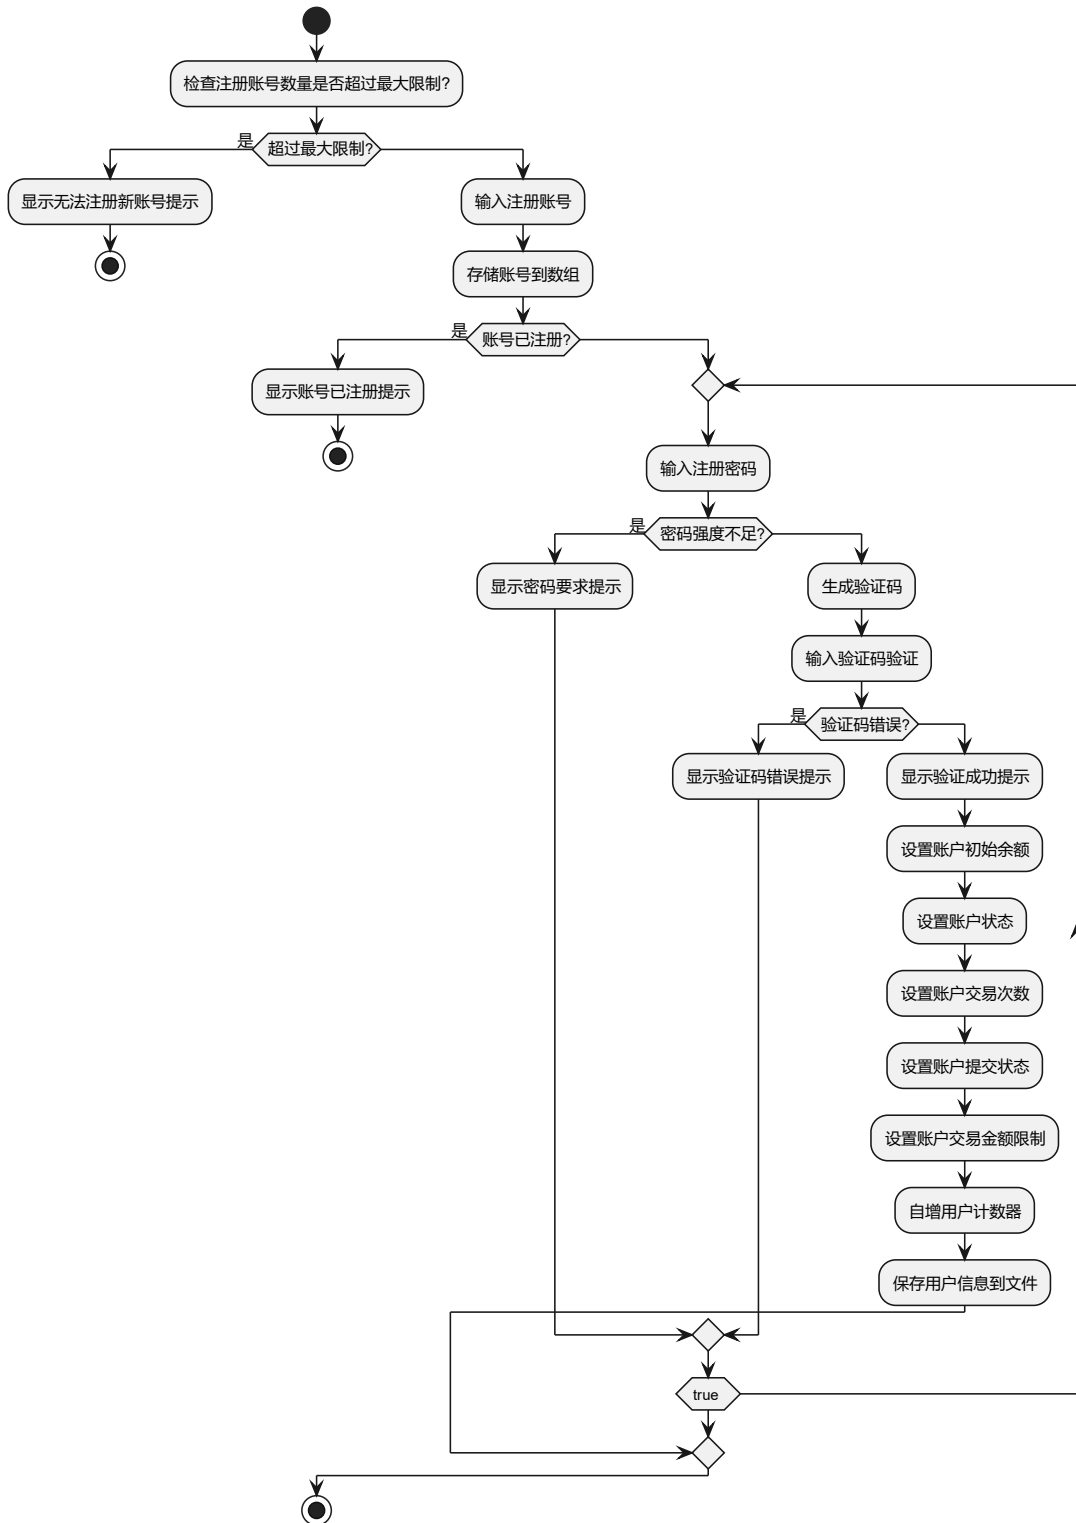 检查注册账号数量是否超过最大限制?
是
超过最大限制?
显示无法注册新账号提示
输入注册账号
存储账号到数组
是
账号已注册?
显示账号已注册提示
输入注册密码
是
密码强度不足?
显示密码要求提示
生成验证码
输入验证码验证
是
验证码错误?
显示验证码错误提示
显示验证成功提示
设置账户初始余额
设置账户状态
设置账户交易次数
设置账户提交状态
设置账户交易金额限制
自增用户计数器
保存用户信息到文件
true